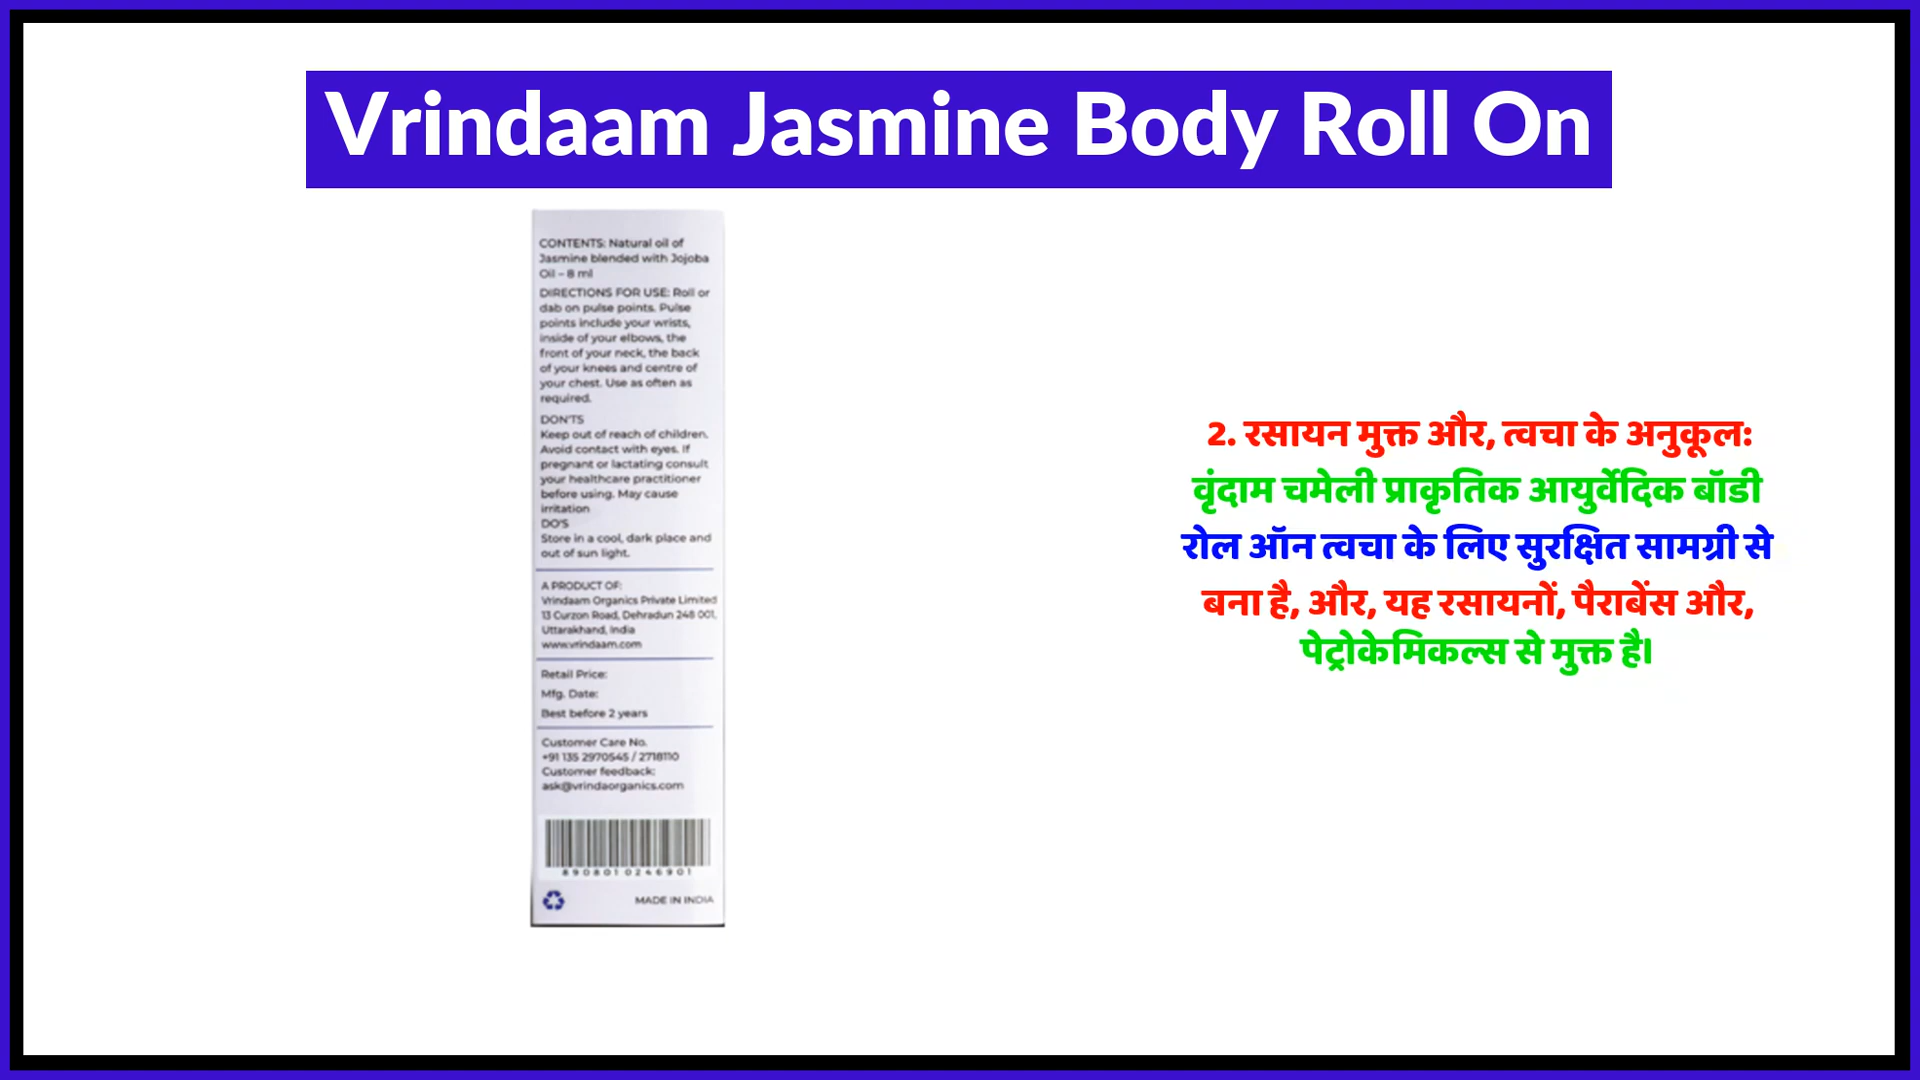 Vrindaam Jasmine Body Roll On
CONTENTS: Natural oil of
Jasmine blended with Jojoba
Oil – 8 ml
DIRECTIONS FOR USE: Roll or
dab on pulse points. Pulse
points include your wrists,
inside of your elbows, the
front of your neck, the back
of your knees and centre of
your chest. Use as often as
required.
DON'TS
Keep out of reach of children.
Avoid contact with eyes. If
pregnant or lactating consult
your healthcare practitioner
before using. May cause
irritation
DO'S
Store in a cool, dark place and
out of sun light.
A PRODUCT OF:
Vrindaam Organics Private Limited
13 Curzon Road, Dehradun 248 001,
Uttarakhand, India
www.vrindaam.com
Retail Price:
Mfg. Date:
Best before 2 years
Customer Care No.
+91 135 2970545 / 2718110
Customer feedback:
ask@vrindaorganics.com
8908010246901
MADE IN INDIA
2. रसायन मुक्त और, त्वचा के अनुकूल:
वृंदाम चमेली प्राकृतिक आयुर्वेदिक बॉडी
रोल ऑन त्वचा के लिए सुरक्षित सामग्री से
बना है, और, यह रसायनों, पैराबेंस और,
पेट्रोकेमिकल्स से मुक्त है।